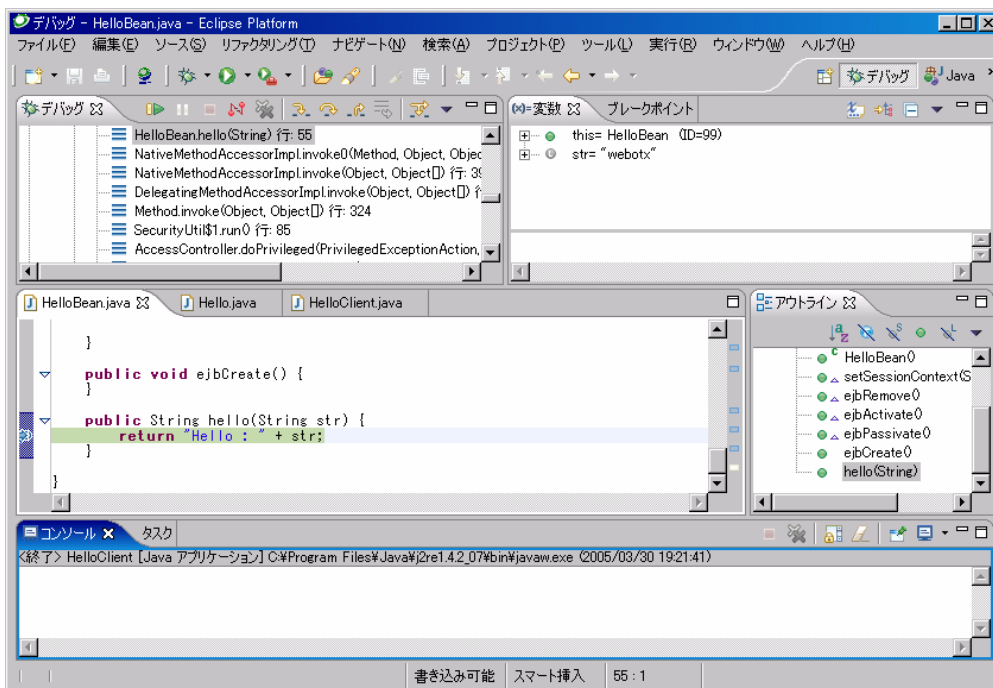 デバッグ - HelloBean.java - Eclipse Platform
ファイル(F) 編集(E) ソース(S) リファクタリング(T) ナビゲート(N) 検索(A) プロジェクト(P) ツール(L) 実行(R) ウィンドウ(W) ヘルプ(H)
デバッグ Java
デバッグ
HelloBean.hello(String) 行: 55
NativeMethodAccessorImpl.invoke0(Method, Object, Objec
NativeMethodAccessorImpl.invoke(Object, Object[]) 行: 39
DelegatingMethodAccessorImpl.invoke(Object, Object[]) 行
Method.invoke(Object, Object[]) 行: 324
SecurityUtil$1.run() 行: 85
AccessController.doPrivileged(PrivilegedExceptionAction,
(x)=変数 ブレークポイント
this= HelloBean (ID=99)
str= "webotx"
HelloBean.java Hello.java HelloClient.java
}
public void ejbCreate() {
}
public String hello(String str) {
return "Hello : " + str;
}
}
アウトライン
HelloBean()
setSessionContext(S
ejbRemove()
ejbActivate()
ejbPassivate()
ejbCreate()
hello(String)
コンソール タスク
<終了> HelloClient [Java アプリケーション] C:¥Program Files¥Java¥j2re1.4.2_07¥bin¥javaw.exe (2005/03/30 19:21:41)
書き込み可能 スマート挿入 55 : 1